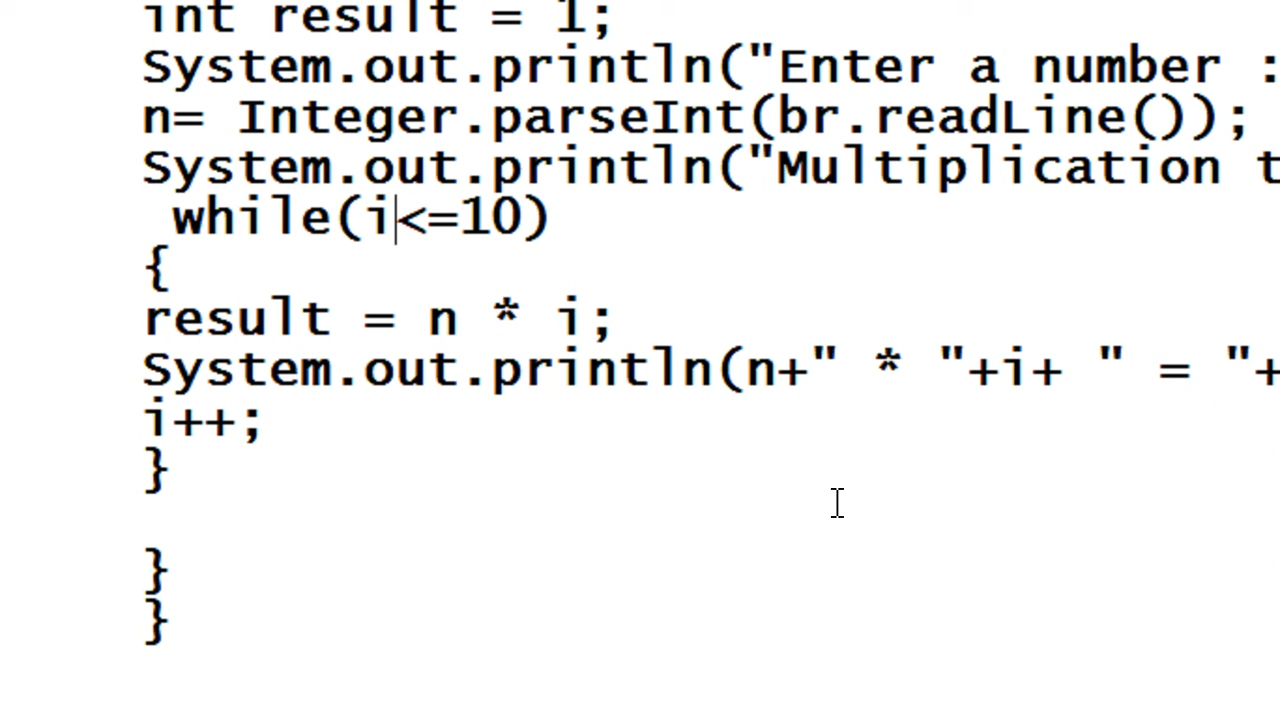 int result = 1;
System.out.println("Enter a number :
n= Integer.parseInt(br.readLine());
System.out.println("Multiplication t
while(i<=10)
{
result = n * i;
System.out.println(n+" * "+i+ " = "+
i++;
}
}
}